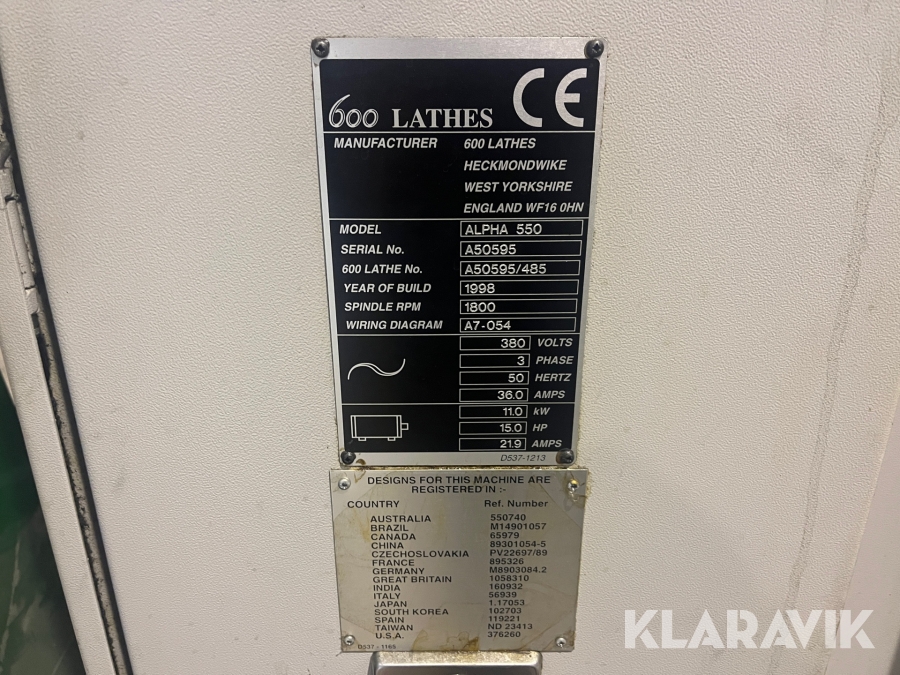 600 LATHES CE
MANUFACTURER 600 LATHES
HECKMONDWIKE
WEST YORKSHIRE
ENGLAND WF16 0HN
MODEL ALPHA 550
SERIAL No. A50595
600 LATHE No. A50595/485
YEAR OF BUILD 1998
SPINDLE RPM 1800
WIRING DIAGRAM A7-054
380 VOLTS
3 PHASE
50 HERTZ
36.0 AMPS
11.0 kW
15.0 HP
21.9 AMPS
D537-1213
DESIGNS FOR THIS MACHINE ARE
REGISTERED IN :-
COUNTRY Ref. Number
AUSTRALIA 550740
BRAZIL M14901057
CANADA 65979
CHINA 89301054-5
CZECHOSLOVAKIA PV22697/89
FRANCE 895326
GERMANY M8903084.2
GREAT BRITAIN 1058310
INDIA 160932
ITALY 56939
JAPAN 1.17053
SOUTH KOREA 102703
SPAIN 119221
TAIWAN ND 23413
U.S.A. 376260
D537-1165
KLARAVIK